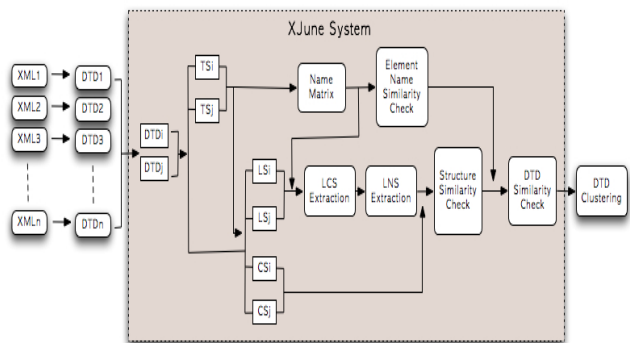 XJune System
XML1
DTD1
XML2
DTD2
XML3
DTD3
XMLn
DTDn
DTDi
DTDj
TSi
TSj
Name
Matrix
Element
Name
Similarity
Check
LSi
LSj
LCS
Extraction
LNS
Extraction
Structure
Similarity
Check
DTD
Similarity
Check
DTD
Clustering
CSi
CSj